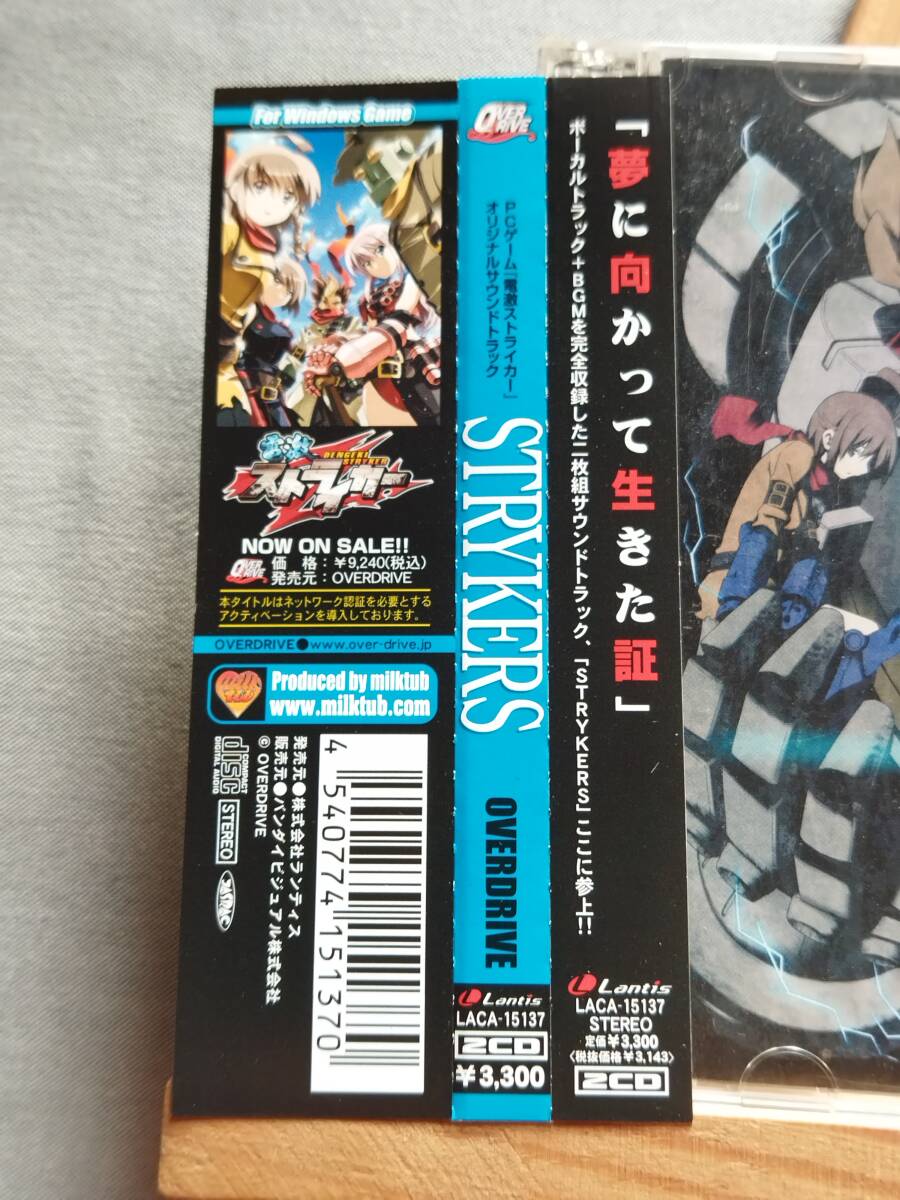 For Windows Game
電激
ストライカー
DENGEKI
STRYKER
NOW ON SALE!!
OVER
DRIVE
価 格：￥9,240(税込)
発売元：OVERDRIVE
本タイトルはネットワーク認証を必要とする
アクティベーションを導入しております。
OVERDRIVE●www.over-drive.jp
Produced by milktub
www.milktub.com
発売元●株式会社ランティス
販売元●バンダイビジュアル株式会社
© OVERDRIVE
COMPACT
disc
DIGITAL AUDIO
STEREO
JASRAC
4 540774 151370
OVER
DRIVE
PCゲーム「電激ストライカー」
オリジナルサウンドトラック
STRYKERS
OVERDRIVE
Lantis
LACA-15137
2CD
￥3,300
「夢に向かって生きた証」
ボーカルトラック+BGMを完全収録した二枚組サウンドトラック、「STRYKERS」ここに参上!!
Lantis
LACA-15137
STEREO
定価￥3,300
〈税抜価格￥3,143〉
2CD